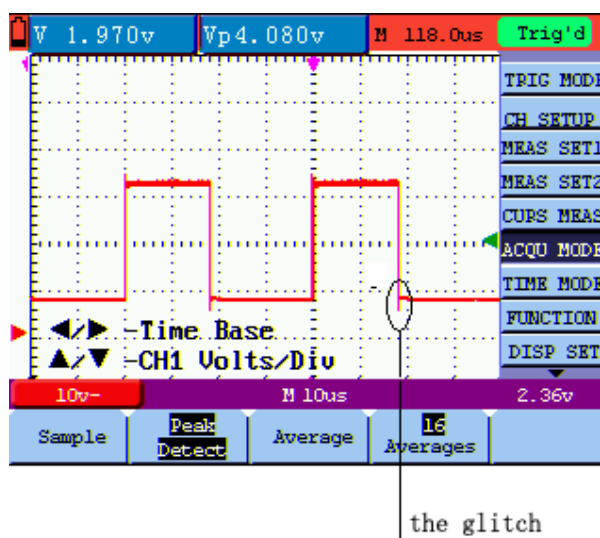 V 1.970v Vp4.080v M 118.0us Trig'd
TRIG MODE
CH SETUP
MEAS SET1
MEAS SET2
CURS MEAS
ACQU MODE
TIME MODE
FUNCTION
DISP SET
◀/▶ -Time Base
▲/▼ -CH1 Volts/Div
10v- M 10us 2.36v
Sample Peak Detect Average 16 Averages
the glitch